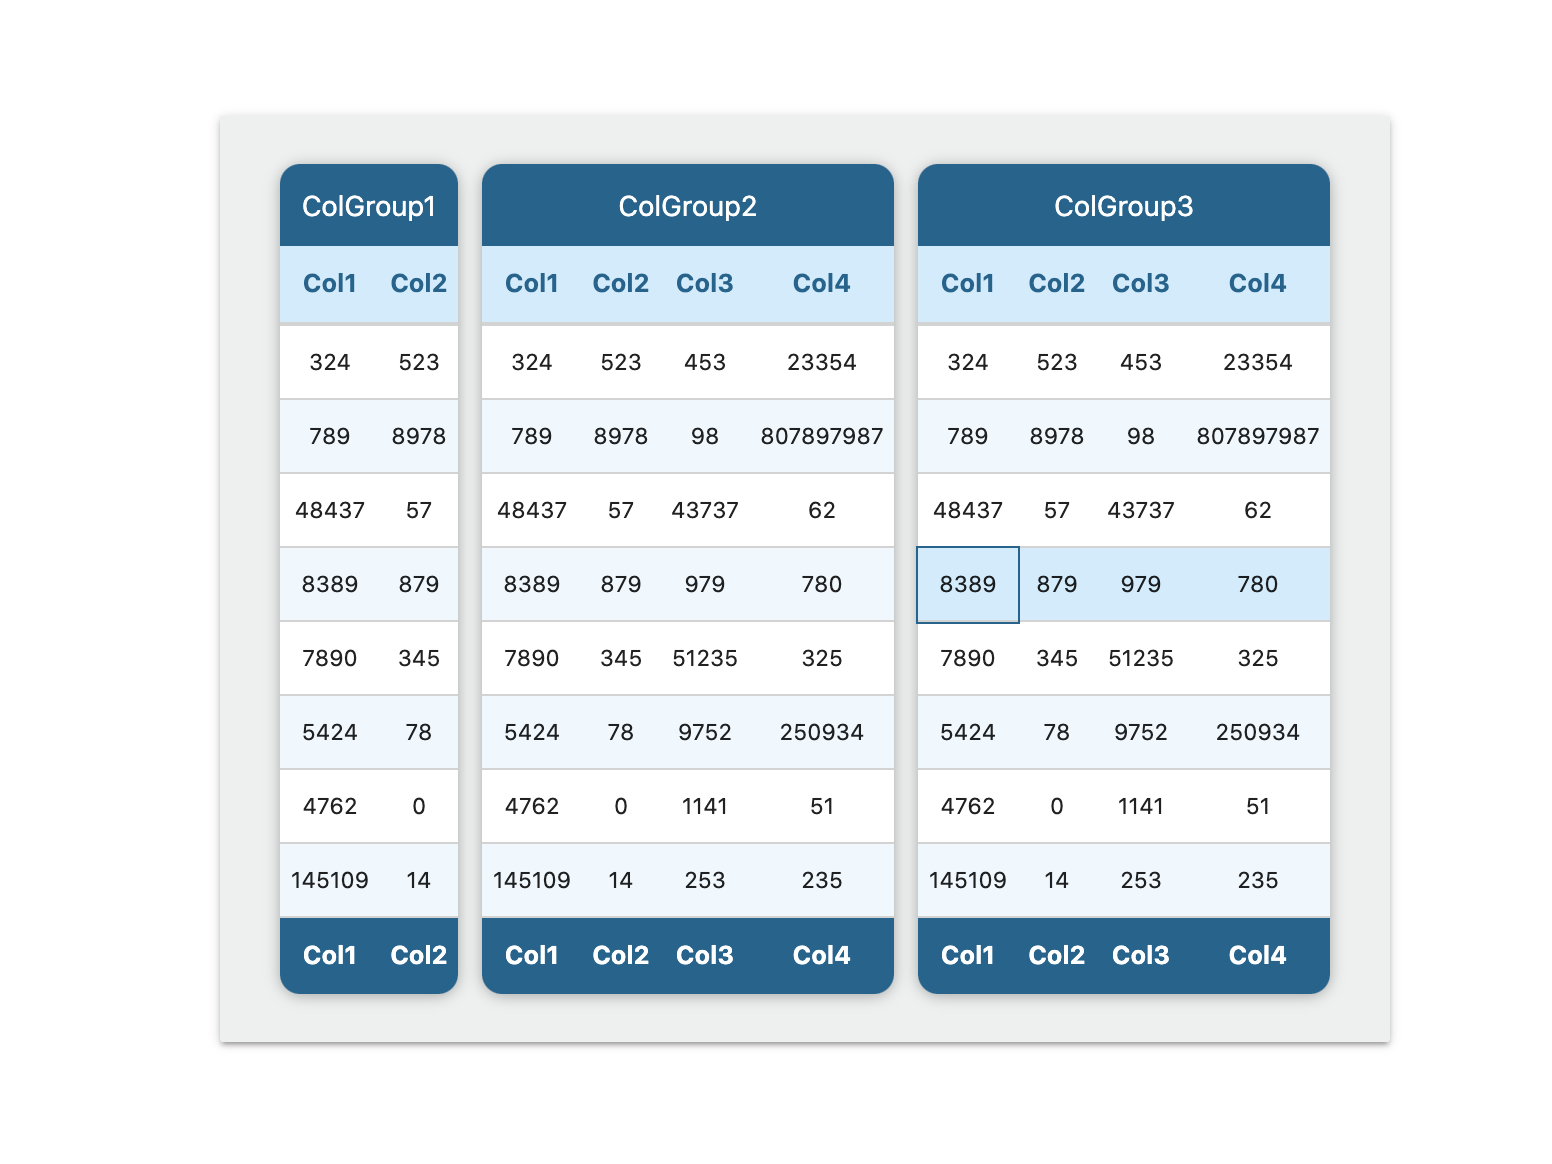 ColGroup1 ColGroup2 ColGroup3
Col1 Col2 Col1 Col2 Col3 Col4 Col1 Col2 Col3 Col4
324 523 324 523 453 23354 324 523 453 23354
789 8978 789 8978 98 807897987 789 8978 98 807897987
48437 57 48437 57 43737 62 48437 57 43737 62
8389 879 8389 879 979 780 8389 879 979 780
7890 345 7890 345 51235 325 7890 345 51235 325
5424 78 5424 78 9752 250934 5424 78 9752 250934
4762 0 4762 0 1141 51 4762 0 1141 51
145109 14 145109 14 253 235 145109 14 253 235
Col1 Col2 Col1 Col2 Col3 Col4 Col1 Col2 Col3 Col4